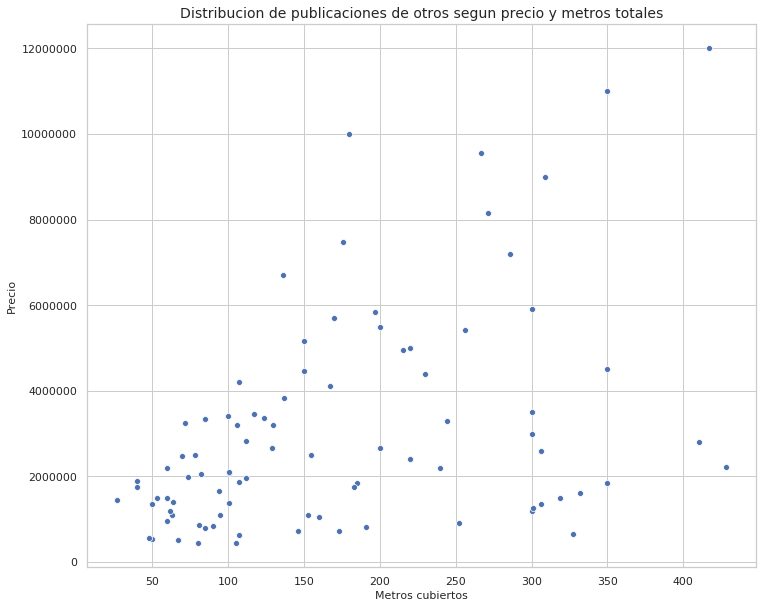 Distribucion de publicaciones de otros segun precio y metros totales
12000000
10000000
8000000
6000000
4000000
2000000
0
Precio
50 100 150 200 250 300 350 400
Metros cubiertos